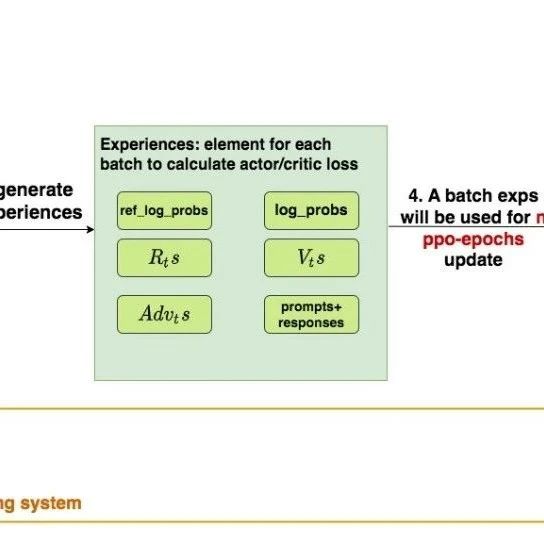 generate
periences
Experiences: element for each
batch to calculate actor/critic loss
ref_log_probs
log_probs
R_t s
V_t s
Adv_t s
prompts+
responses
4. A batch exps
will be used for n
ppo-epochs
update
ng system